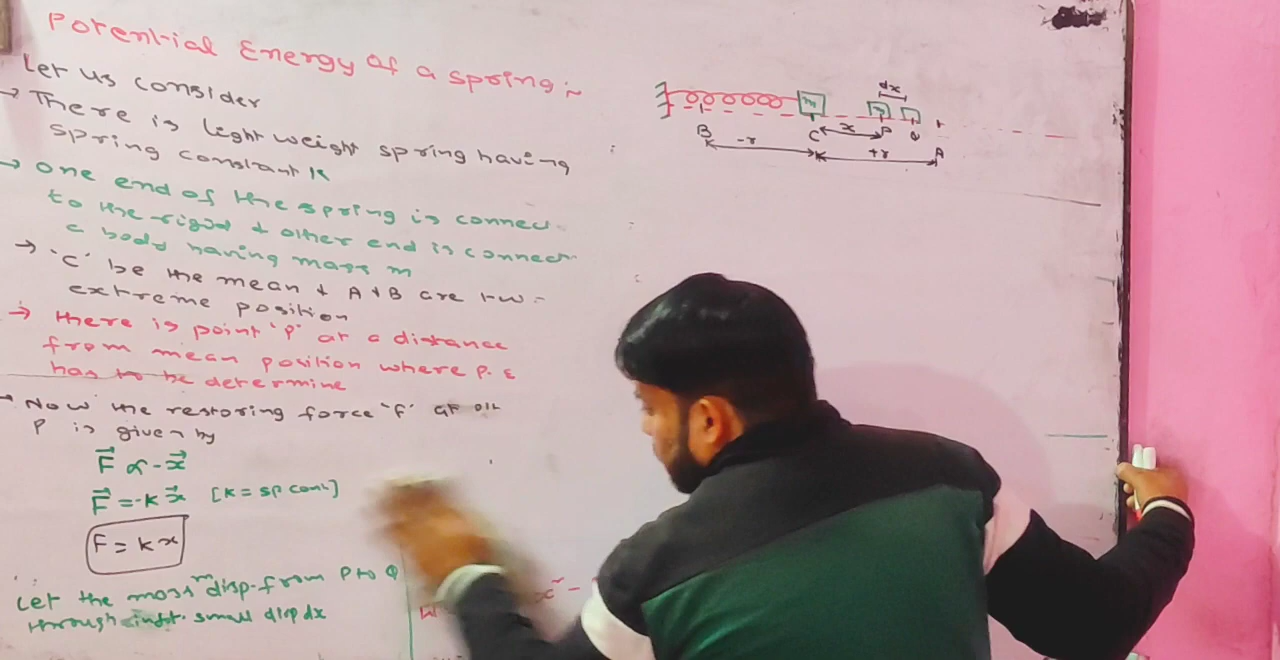 Potential Energy of a spring :~
Let us consider
→ There is light weight spring having
spring constant K
→ one end of the spring is connec
to the rigid & other end is connect
a body having mass m
→ 'C' be the mean & A & B are tw-
extreme position
→ there is point 'P' at a distance
from mean position where P.E
has to be determine
→ Now the restoring force 'F' at
P is given by
F⃗ ∝ -x⃗
F⃗ = -K x⃗ [K = sp const]
F = K x
Let the mass m disp. from P to Q
through small disp dx
dx
m m
B C x P Q A
-r +r
W
x² -